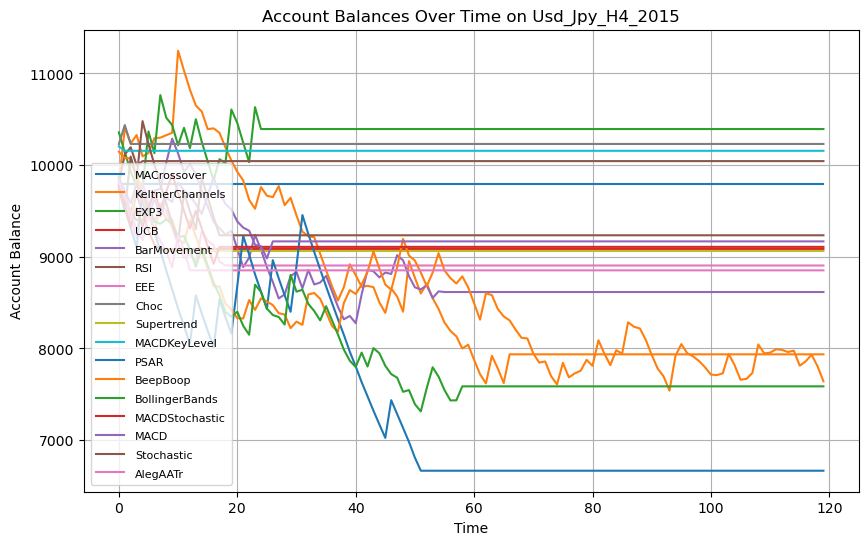 Account Balances Over Time on Usd_Jpy_H4_2015
Account Balance
11000
10000
9000
8000
7000
MACrossover
KeltnerChannels
EXP3
UCB
BarMovement
RSI
EEE
Choc
Supertrend
MACDKeyLevel
PSAR
BeepBoop
BollingerBands
MACDStochastic
MACD
Stochastic
AlegAATr
0 20 40 60 80 100 120
Time